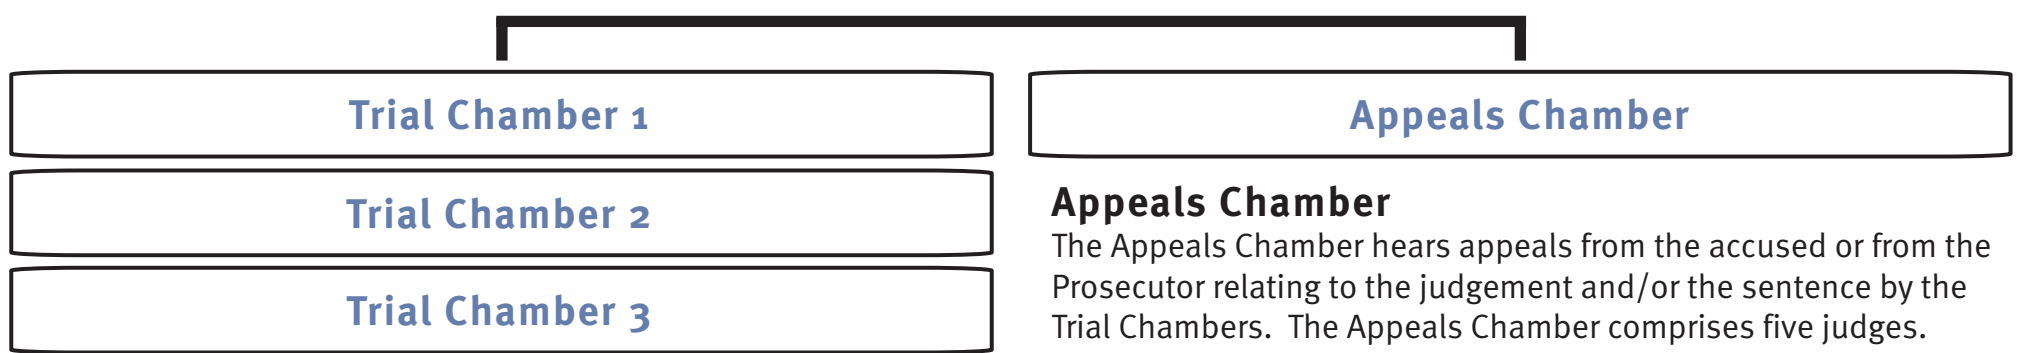 Trial Chamber 1
Trial Chamber 2
Trial Chamber 3
Appeals Chamber
Appeals Chamber
The Appeals Chamber hears appeals from the accused or from the
Prosecutor relating to the judgement and/or the sentence by the
Trial Chambers.  The Appeals Chamber comprises five judges.